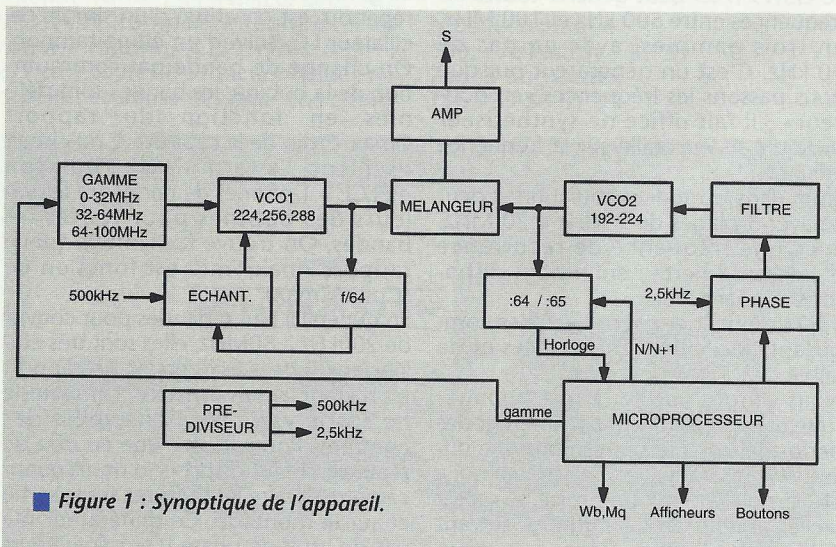 S
AMP
GAMME
0-32MHz
32-64MHz
64-100MHz
VCO1
224,256,288
MELANGEUR
VCO2
192-224
FILTRE
500kHz
ECHANT.
f/64
:64 / :65
2,5kHz
PHASE
Horloge
N/N+1
PRE-
DIVISEUR
500kHz
2,5kHz
gamme
MICROPROCESSEUR
Wb,Mq
Afficheurs
Boutons
Figure 1 : Synoptique de l'appareil.